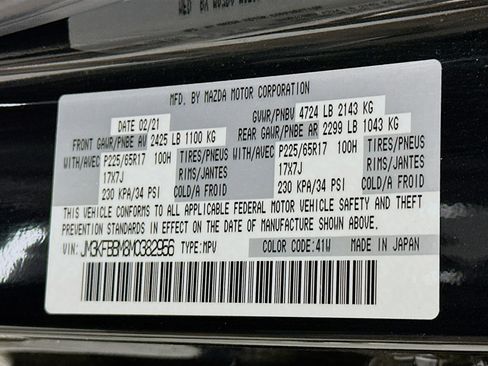 MFD. BY MAZDA MOTOR CORPORATION
DATE 02/21 GVWR/PNBV 4724 LB 2143 KG
FRONT GAWR/PNBE AV 2425 LB 1100 KG REAR GAWR/PNBE AR 2299 LB 1043 KG
WITH/AVEC P225/65R17 100H TIRES/PNEUS WITH/AVEC P225/65R17 100H TIRES/PNEUS
17X7J RIMS/JANTES 17X7J RIMS/JANTES
230 KPA/34 PSI COLD/A FROID 230 KPA/34 PSI COLD/A FROID
THIS VEHICLE CONFORMS TO ALL APPLICABLE FEDERAL MOTOR VEHICLE SAFETY AND THEFT
PREVENTION STANDARDS IN EFFECT ON THE DATE OF MANUFACTURE SHOWN ABOVE.
VIN: JM3KFBBM8M0382956 TYPE:MPV COLOR CODE:41W MADE IN JAPAN